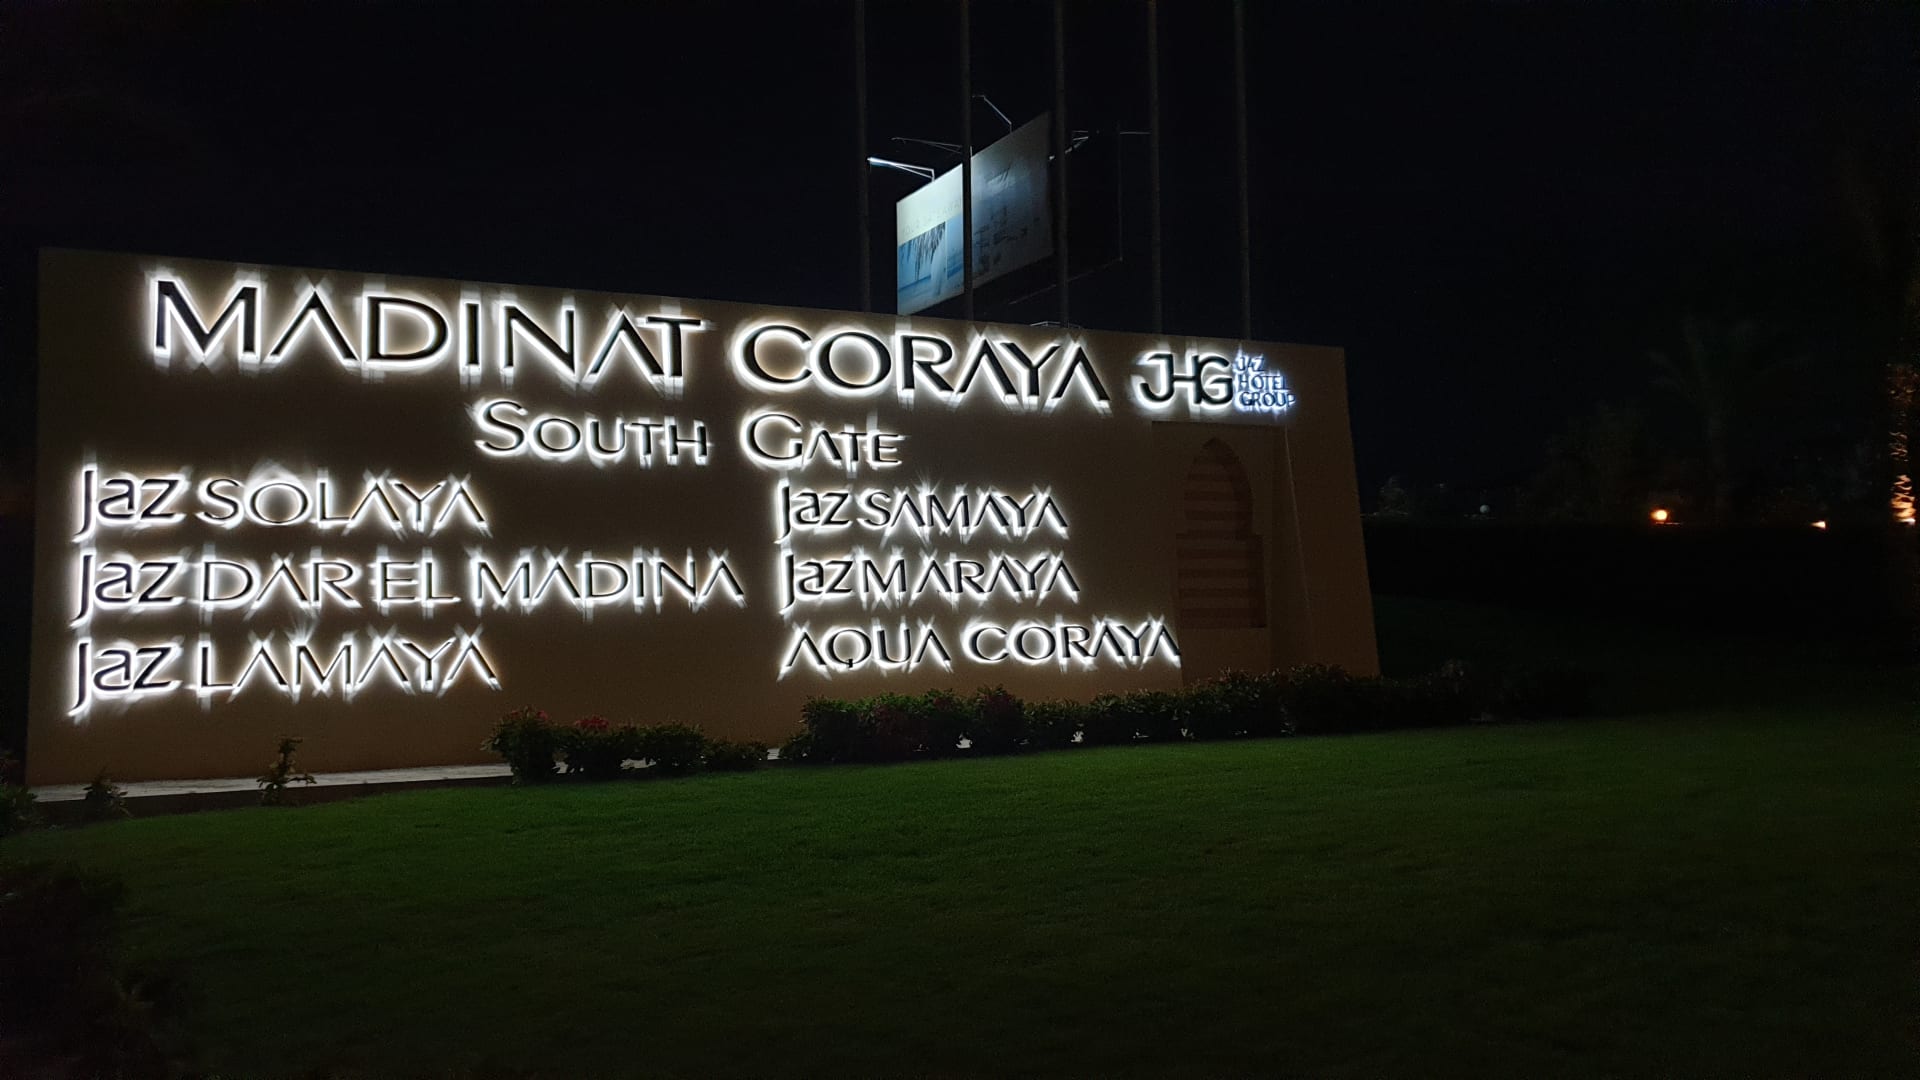 MADINAT CORAYA
JHG JAZ
HOTEL
GROUP
SOUTH GATE
Jaz SOLAYA
Jaz SAMAYA
Jaz DAR EL MADINA
Jaz MARAYA
Jaz LAMAYA
AQUA CORAYA